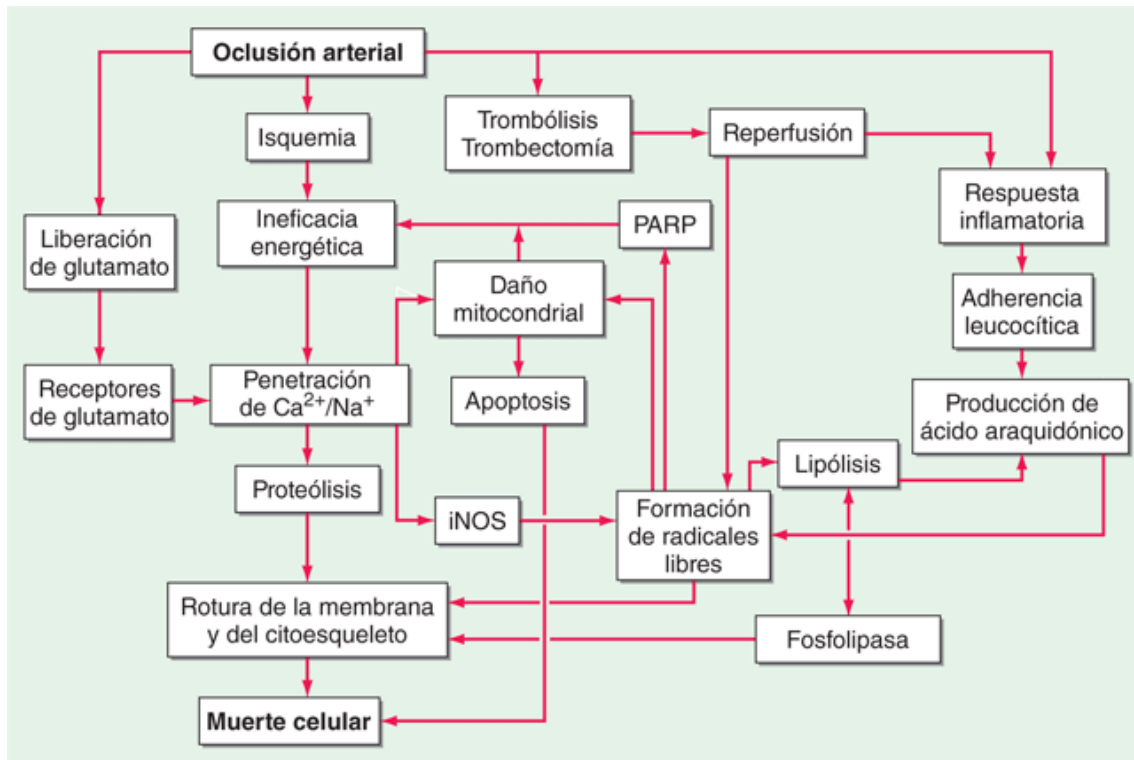 Oclusión arterial
Isquemia
Trombólisis
Trombectomía
Reperfusión
Respuesta
inflamatoria
Liberación
de glutamato
Ineficacia
energética
PARP
Daño
mitocondrial
Adherencia
leucocítica
Receptores
de glutamato
Penetración
de Ca²⁺/Na⁺
Apoptosis
Producción de
ácido araquidónico
Proteólisis
iNOS
Formación
de radicales
libres
Lipólisis
Rotura de la membrana
y del citoesqueleto
Fosfolipasa
Muerte celular